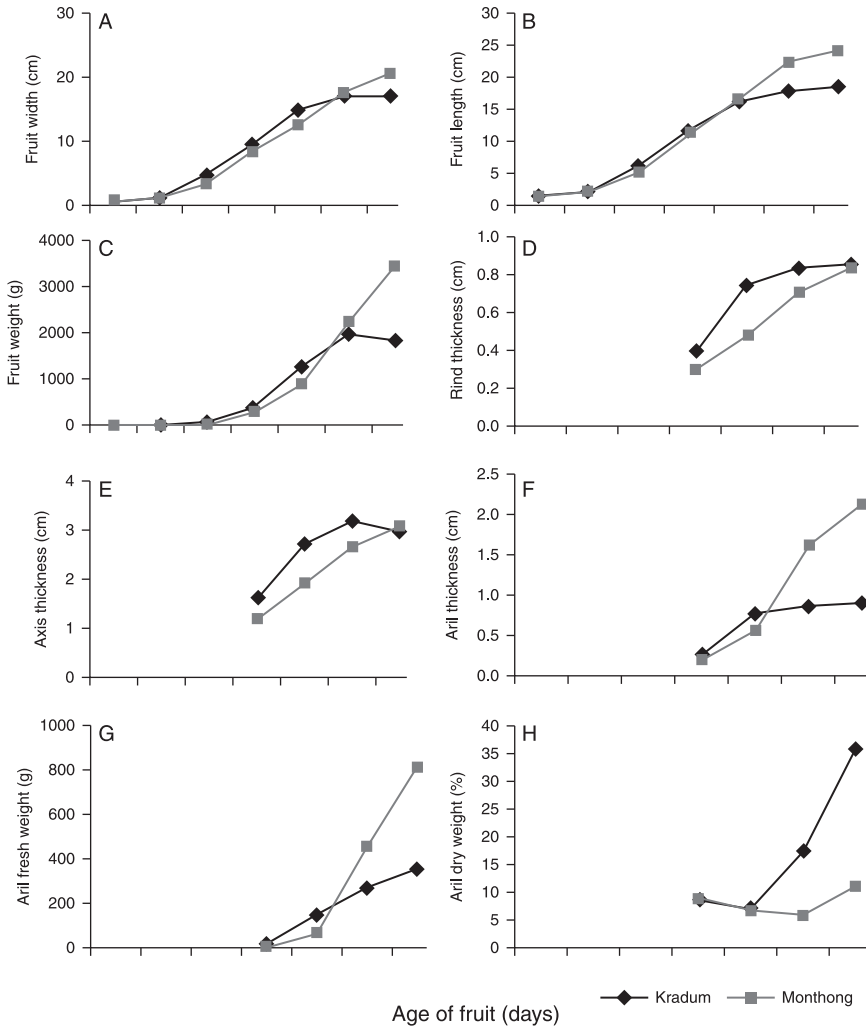 A
30
20
10
0
Fruit width (cm)
B
30
25
20
15
10
5
0
Fruit length (cm)
C
4000
3000
2000
1000
0
Fruit weight (g)
D
1.0
0.8
0.6
0.4
0.2
0.0
Rind thickness (cm)
E
4
3
2
1
0
Axis thickness (cm)
F
2.5
2.0
1.5
1.0
0.5
0.0
Aril thickness (cm)
G
1000
800
600
400
200
0
Aril fresh weight (g)
H
40
35
30
25
20
15
10
5
0
Aril dry weight (%)
Age of fruit (days)
Kradum Monthong